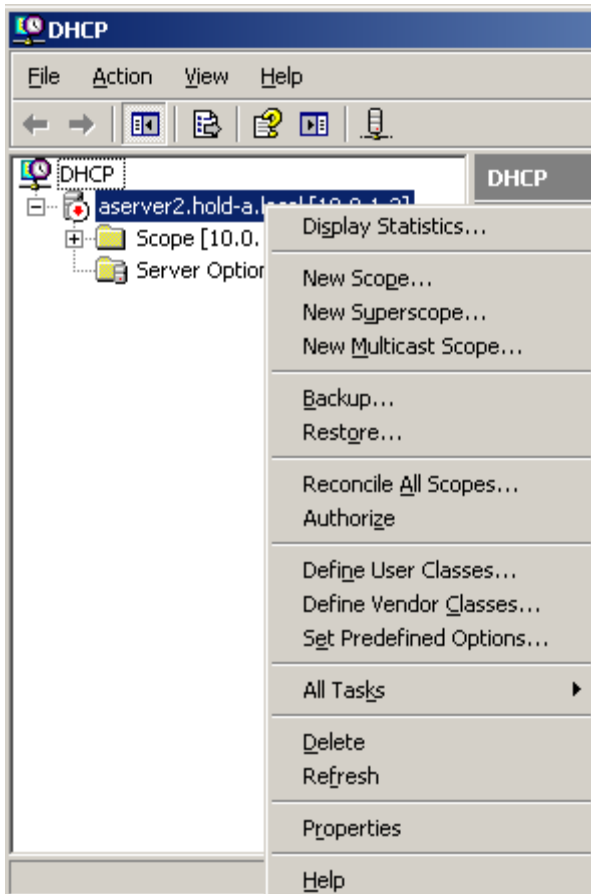 DHCP
File Action View Help
DHCP
DHCP
aserver2.hold-a.
Scope [10.0.
Server Option
Display Statistics...
New Scope...
New Superscope...
New Multicast Scope...
Backup...
Restore...
Reconcile All Scopes...
Authorize
Define User Classes...
Define Vendor Classes...
Set Predefined Options...
All Tasks
Delete
Refresh
Properties
Help